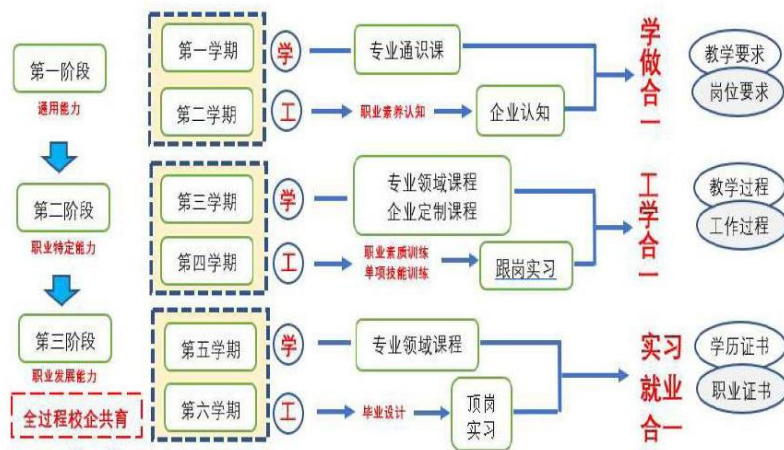 第一阶段
通用能力
第一学期
学
专业通识课
第二学期
工
职业素养认知
企业认知
学做合一
教学要求
岗位要求
第二阶段
职业特定能力
第三学期
学
专业领域课程
企业定制课程
第四学期
工
职业素质训练
单项技能训练
跟岗实习
工学合一
教学过程
工作过程
第三阶段
职业发展能力
第五学期
学
专业领域课程
第六学期
工
毕业设计
顶岗
实习
实习
就业
合一
学历证书
职业证书
全过程校企共育